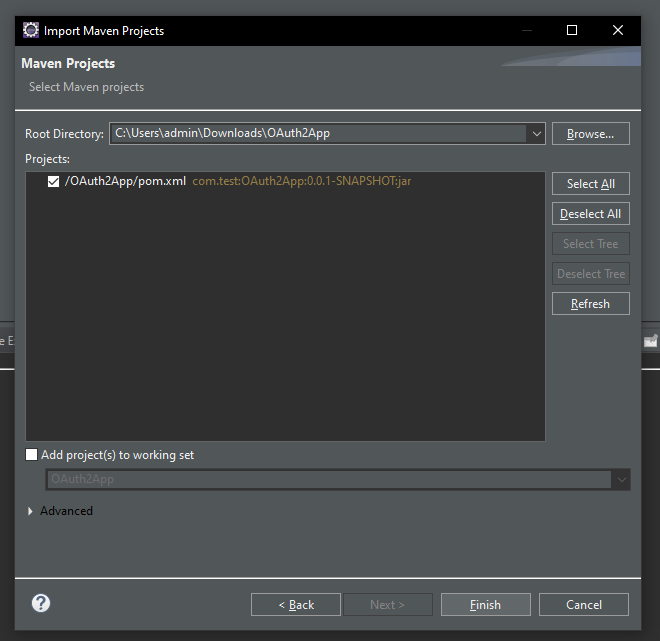 Import Maven Projects
Maven Projects
Select Maven projects
Root Directory: C:\Users\admin\Downloads\OAuth2App Browse...
Projects:
/OAuth2App/pom.xml com.test:OAuth2App:0.0.1-SNAPSHOT:jar
Select All
Deselect All
Select Tree
Deselect Tree
Refresh
e E
Add project(s) to working set
OAuth2App
Advanced
? < Back Next > Finish Cancel